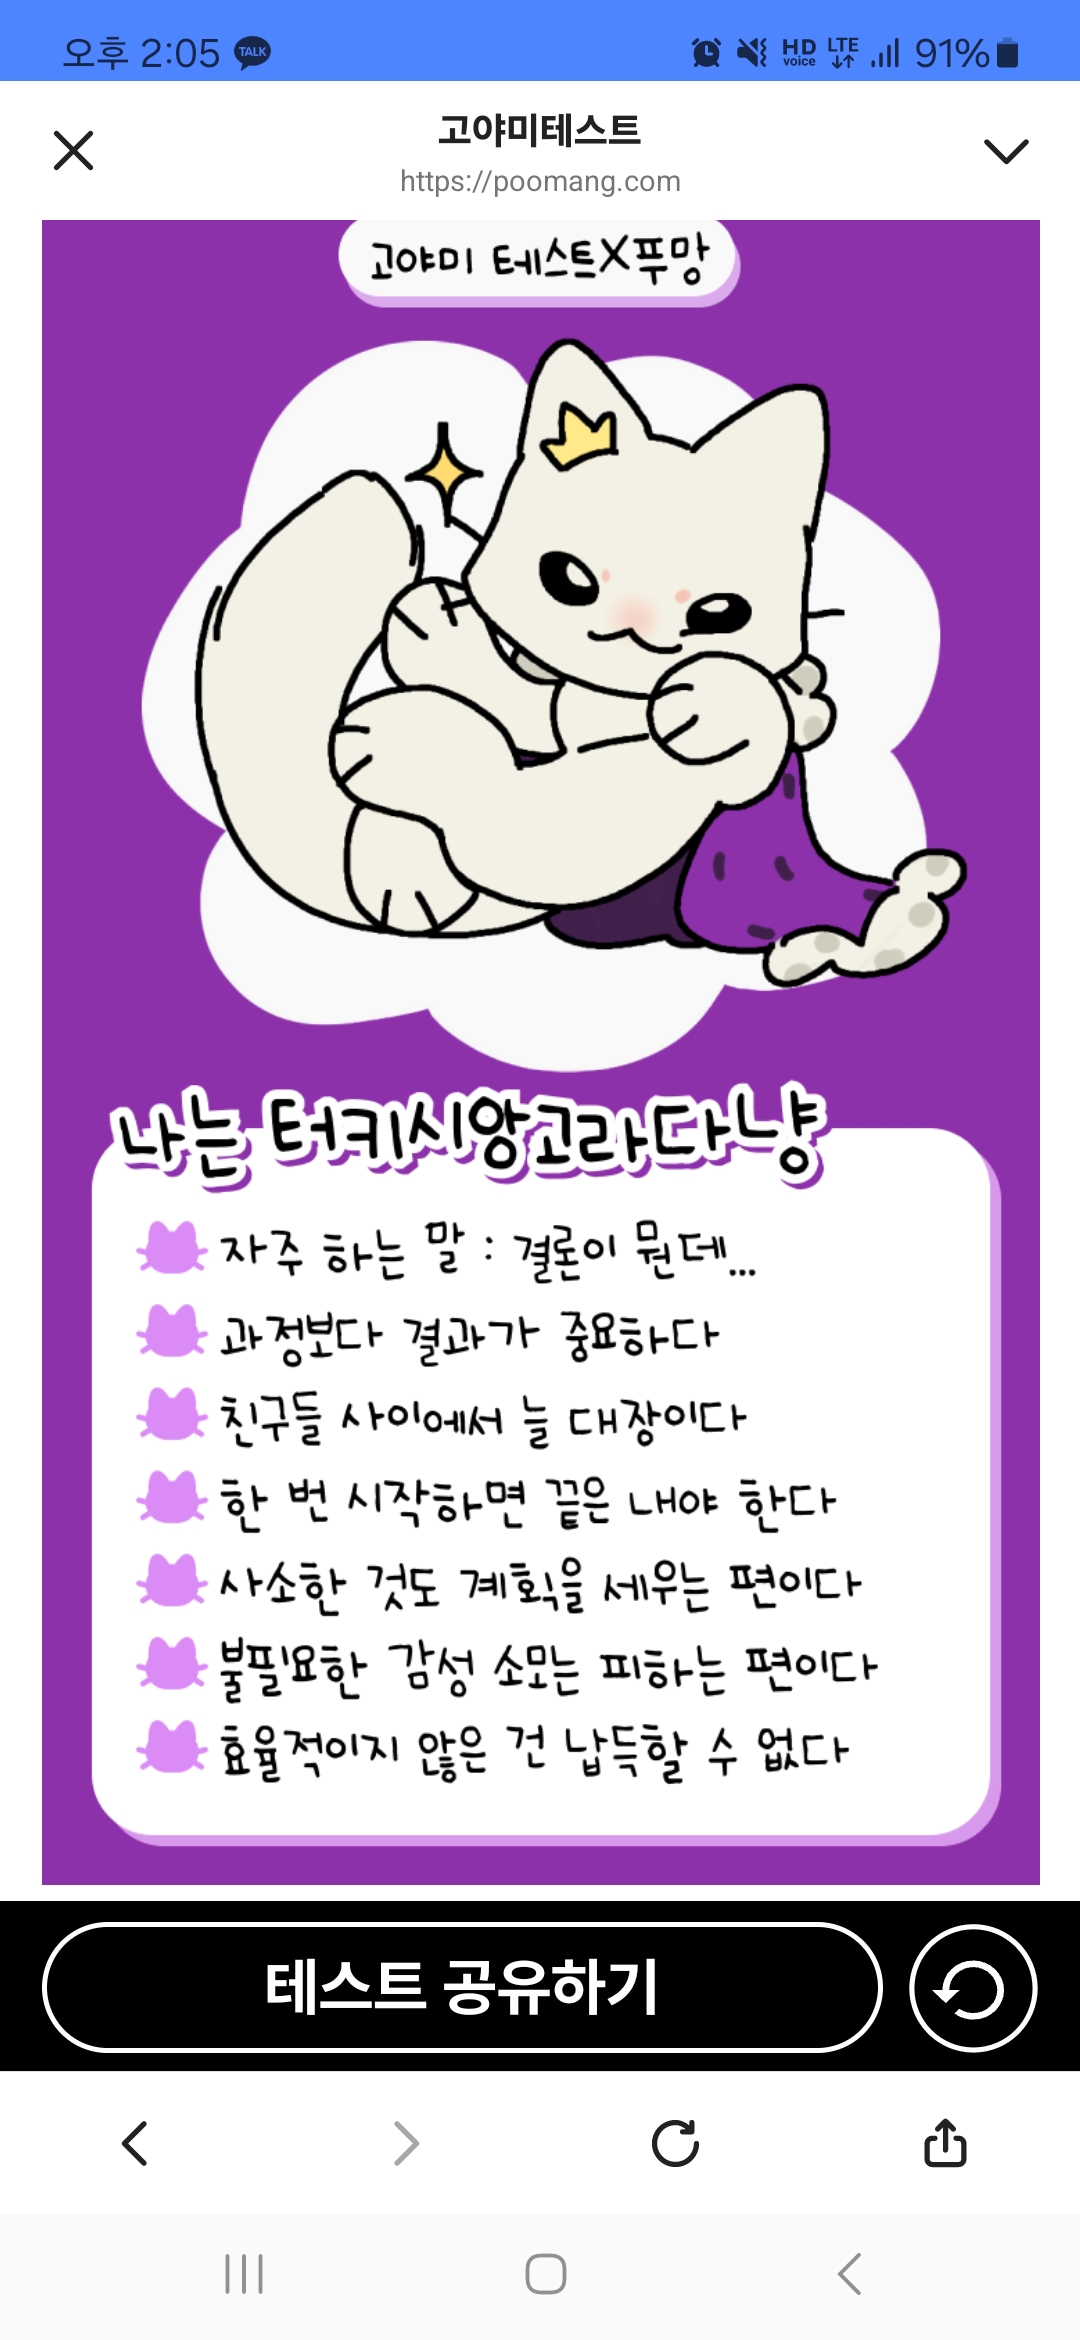 오후 2:05 TALK HD voice LTE 91%
고야미테스트
https://poomang.com
고야미 테스트X푸망
나는 터키시앙고라다냥
자주 하는 말 : 결론이 뭔데...
과정보다 결과가 중요하다
친구들 사이에서 늘 대장이다
한 번 시작하면 끝은 내야 한다
사소한 것도 계획을 세우는 편이다
불필요한 감성 소모는 피하는 편이다
효율적이지 않은 건 납득할 수 없다
테스트 공유하기